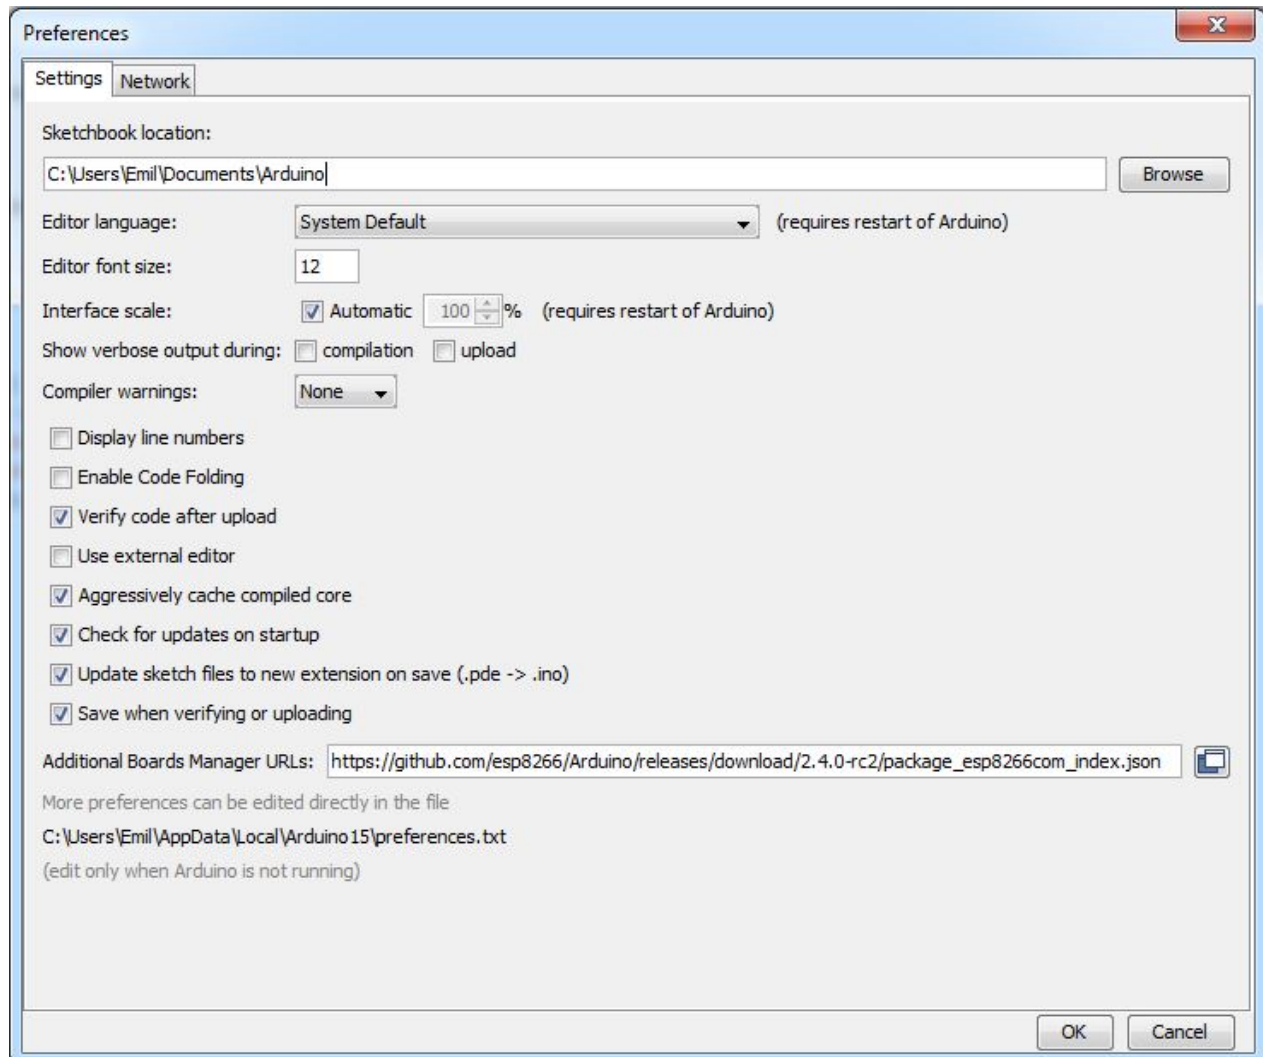 Preferences
Settings Network
Sketchbook location:
C:\Users\Emil\Documents\Arduino Browse
Editor language: System Default (requires restart of Arduino)
Editor font size: 12
Interface scale: Automatic 100 % (requires restart of Arduino)
Show verbose output during: compilation upload
Compiler warnings: None
Display line numbers
Enable Code Folding
Verify code after upload
Use external editor
Aggressively cache compiled core
Check for updates on startup
Update sketch files to new extension on save (.pde -> .ino)
Save when verifying or uploading
Additional Boards Manager URLs: https://github.com/esp8266/Arduino/releases/download/2.4.0-rc2/package_esp8266com_index.json
More preferences can be edited directly in the file
C:\Users\Emil\AppData\Local\Arduino15\preferences.txt
(edit only when Arduino is not running)
OK Cancel